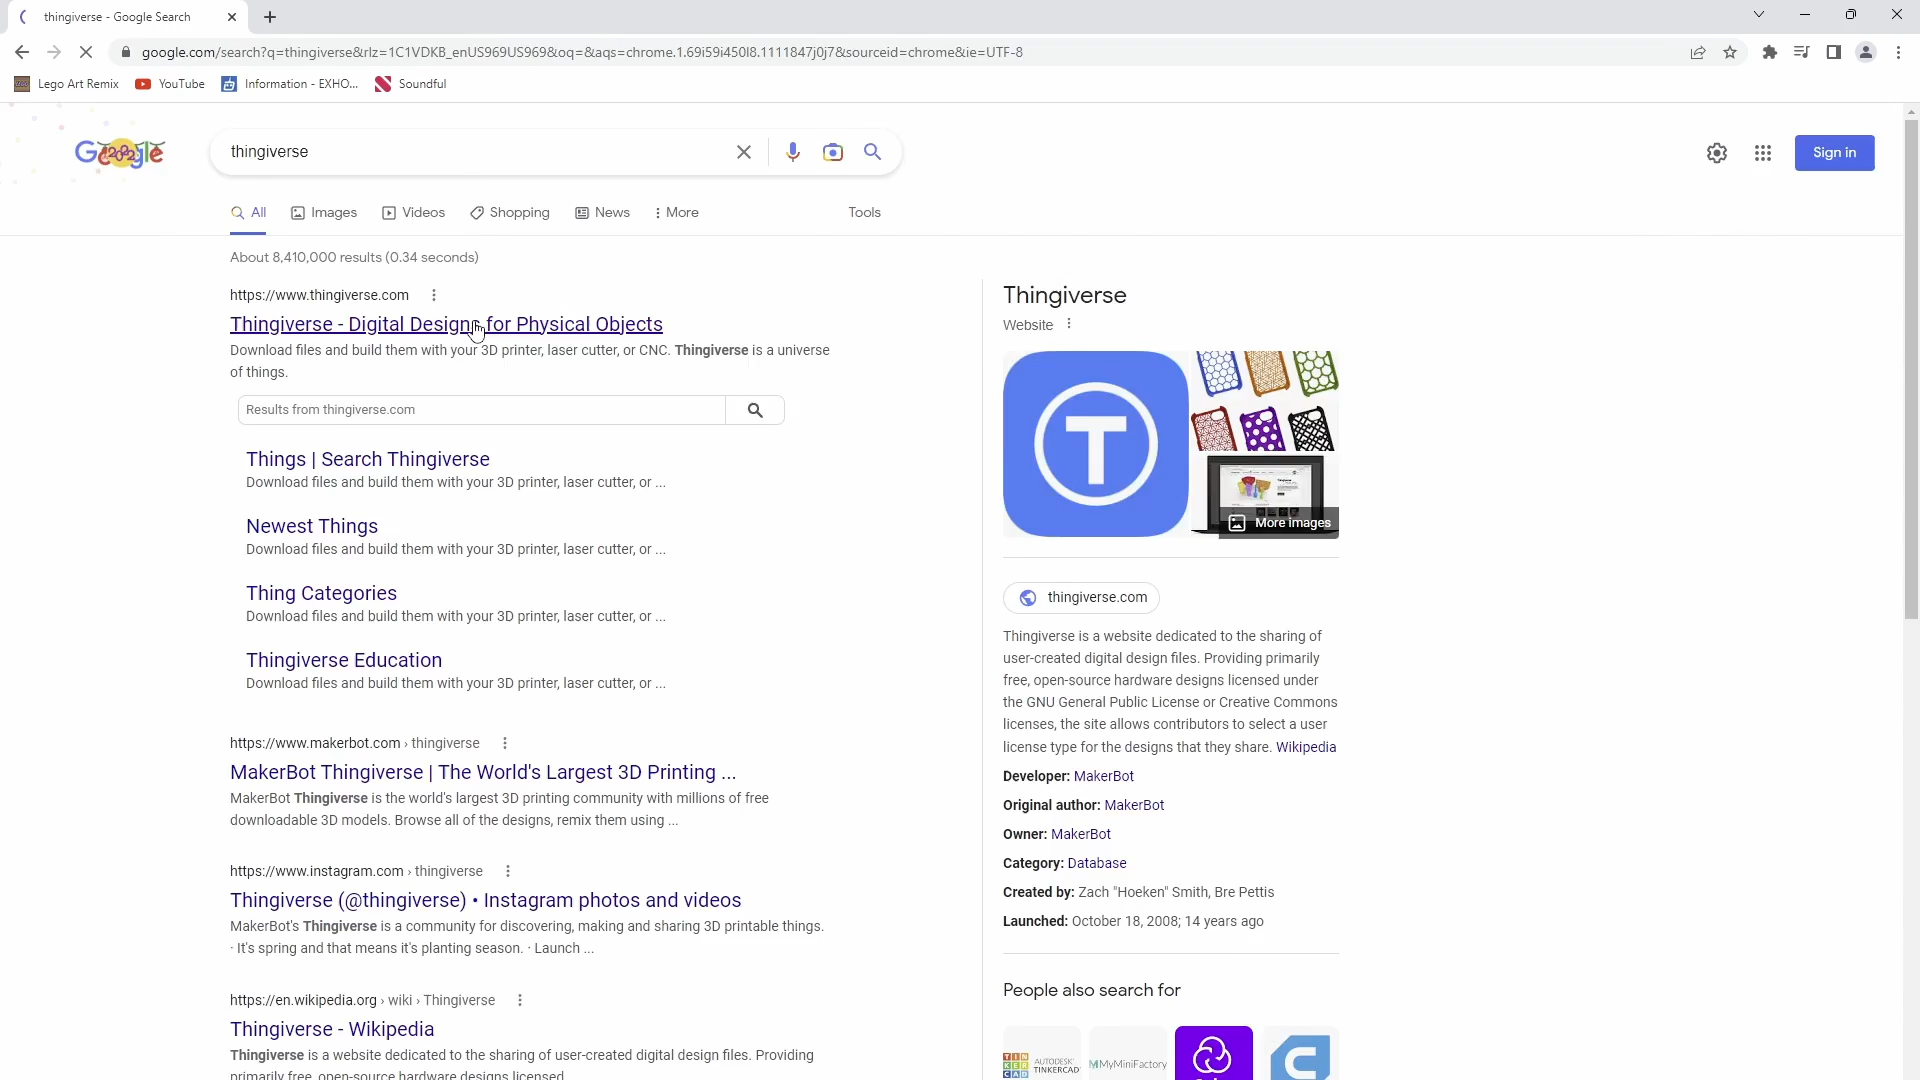 thingiverse - Google Search
google.com/search?q=thingiverse&rlz=1C1VDKB_enUS969US969&oq=&aqs=chrome.1.69i59i450l8.1111847j0j7&sourceid=chrome&ie=UTF-8
Lego Art Remix YouTube Information - EXHO... Soundful
Google 2022
thingiverse
Sign in
All Images Videos Shopping News More Tools
About 8,410,000 results (0.34 seconds)
https://www.thingiverse.com
Thingiverse - Digital Designs for Physical Objects
Download files and build them with your 3D printer, laser cutter, or CNC. Thingiverse is a universe
of things.
Results from thingiverse.com
Things | Search Thingiverse
Download files and build them with your 3D printer, laser cutter, or ...
Newest Things
Download files and build them with your 3D printer, laser cutter, or ...
Thing Categories
Download files and build them with your 3D printer, laser cutter, or ...
Thingiverse Education
Download files and build them with your 3D printer, laser cutter, or ...
https://www.makerbot.com › thingiverse
MakerBot Thingiverse | The World's Largest 3D Printing ...
MakerBot Thingiverse is the world's largest 3D printing community with millions of free
downloadable 3D models. Browse all of the designs, remix them using ...
https://www.instagram.com › thingiverse
Thingiverse (@thingiverse) • Instagram photos and videos
MakerBot's Thingiverse is a community for discovering, making and sharing 3D printable things.
· It's spring and that means it's planting season. · Launch ...
https://en.wikipedia.org › wiki › Thingiverse
Thingiverse - Wikipedia
Thingiverse is a website dedicated to the sharing of user-created digital design files. Providing
primarily free, open-source hardware designs licensed
Thingiverse
Website
T
More images
thingiverse.com
Thingiverse is a website dedicated to the sharing of
user-created digital design files. Providing primarily
free, open-source hardware designs licensed under
the GNU General Public License or Creative Commons
licenses, the site allows contributors to select a user
license type for the designs that they share. Wikipedia
Developer: MakerBot
Original author: MakerBot
Owner: MakerBot
Category: Database
Created by: Zach "Hoeken" Smith, Bre Pettis
Launched: October 18, 2008; 14 years ago
People also search for
TIN
KER
CAD
AUTODESK
TINKERCAD
MyMiniFactory